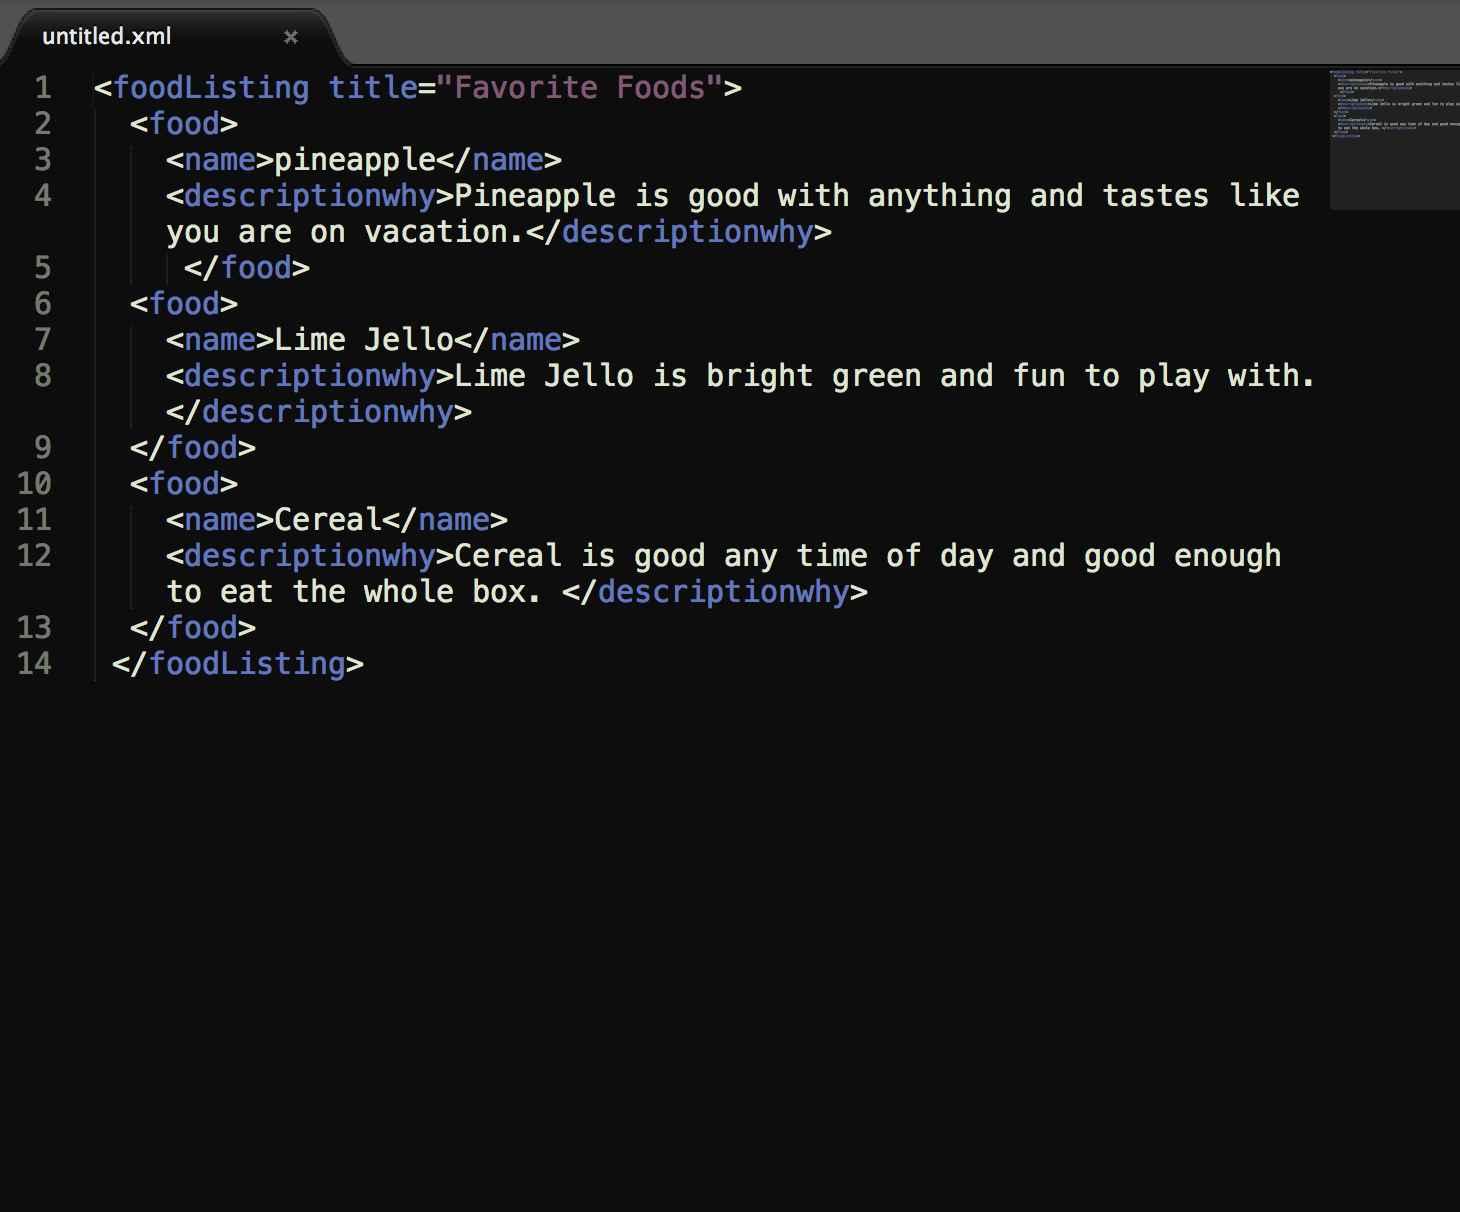 untitled.xml
1 <foodListing title="Favorite Foods">
2 <food>
3 <name>pineapple</name>
4 <descriptionwhy>Pineapple is good with anything and tastes like
you are on vacation.</descriptionwhy>
5 </food>
6 <food>
7 <name>Lime Jello</name>
8 <descriptionwhy>Lime Jello is bright green and fun to play with.
</descriptionwhy>
9 </food>
10 <food>
11 <name>Cereal</name>
12 <descriptionwhy>Cereal is good any time of day and good enough
to eat the whole box. </descriptionwhy>
13 </food>
14 </foodListing>